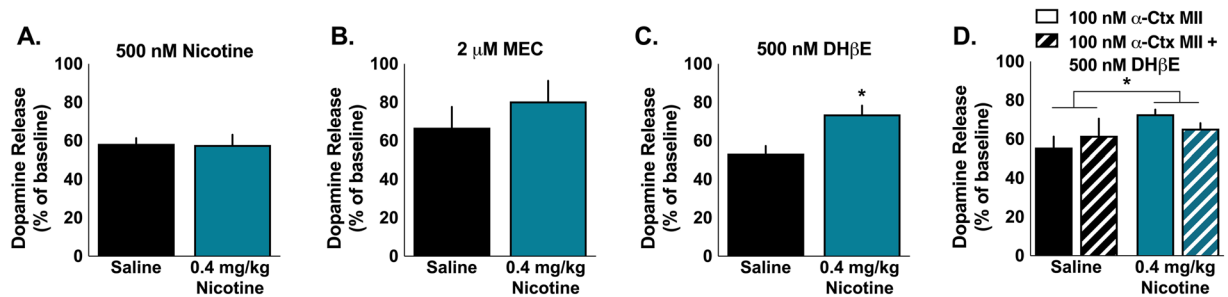 A.
500 nM Nicotine
Dopamine Release
(% of baseline)
100
80
60
40
20
0
Saline
0.4 mg/kg
Nicotine
B.
2 μM MEC
Dopamine Release
(% of baseline)
100
80
60
40
20
0
Saline
0.4 mg/kg
Nicotine
C.
500 nM DHβE
Dopamine Release
(% of baseline)
100
80
60
40
20
0
*
Saline
0.4 mg/kg
Nicotine
D.
100 nM α-Ctx MII
100 nM α-Ctx MII +
500 nM DHβE
Dopamine Release
(% of baseline)
100
80
60
40
20
0
*
Saline
0.4 mg/kg
Nicotine